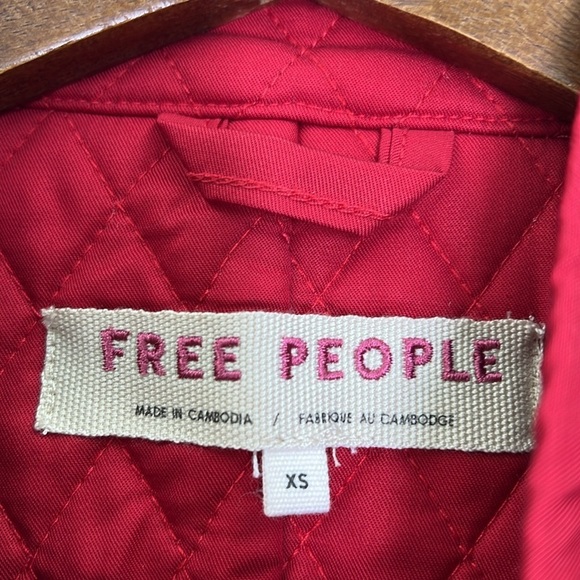 FREE PEOPLE
MADE IN CAMBODIA / FABRIQUE AU CAMBODGE
XS